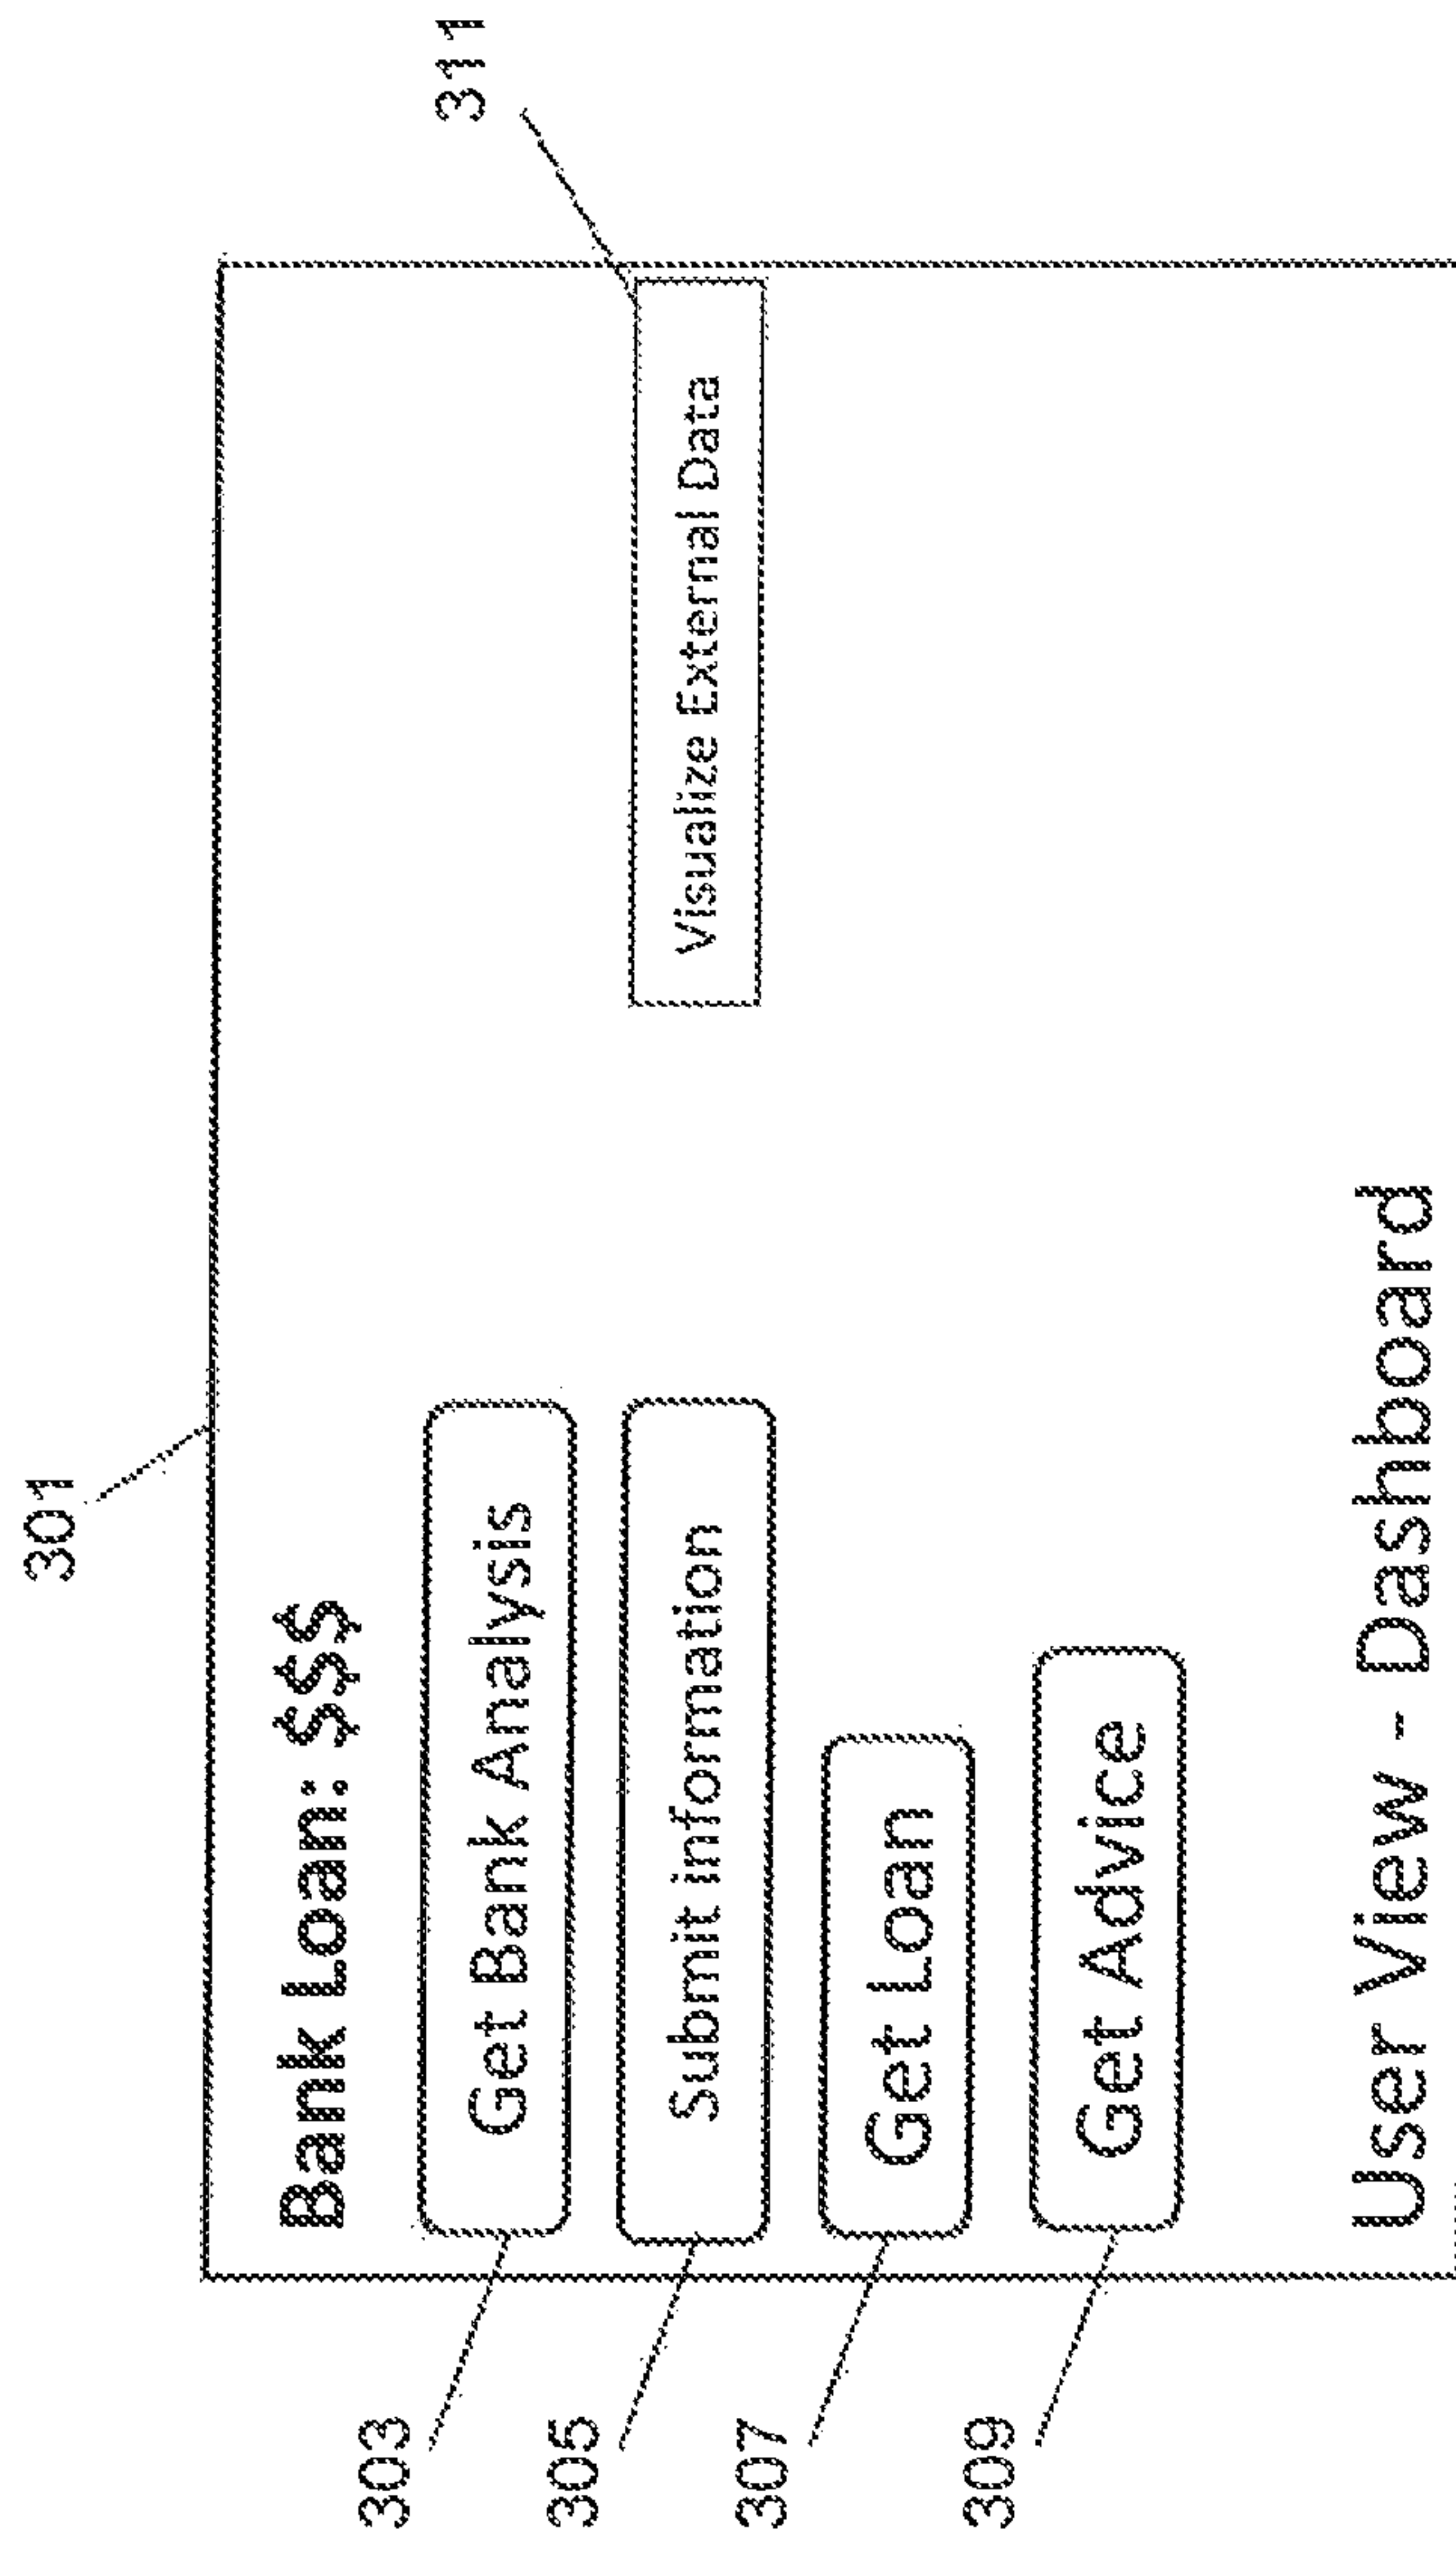 301
311
Bank Loan: $$$
303
Get Bank Analysis
305
Submit information
Visualize External Data
307
Get Loan
309
Get Advice
User View - Dashboard